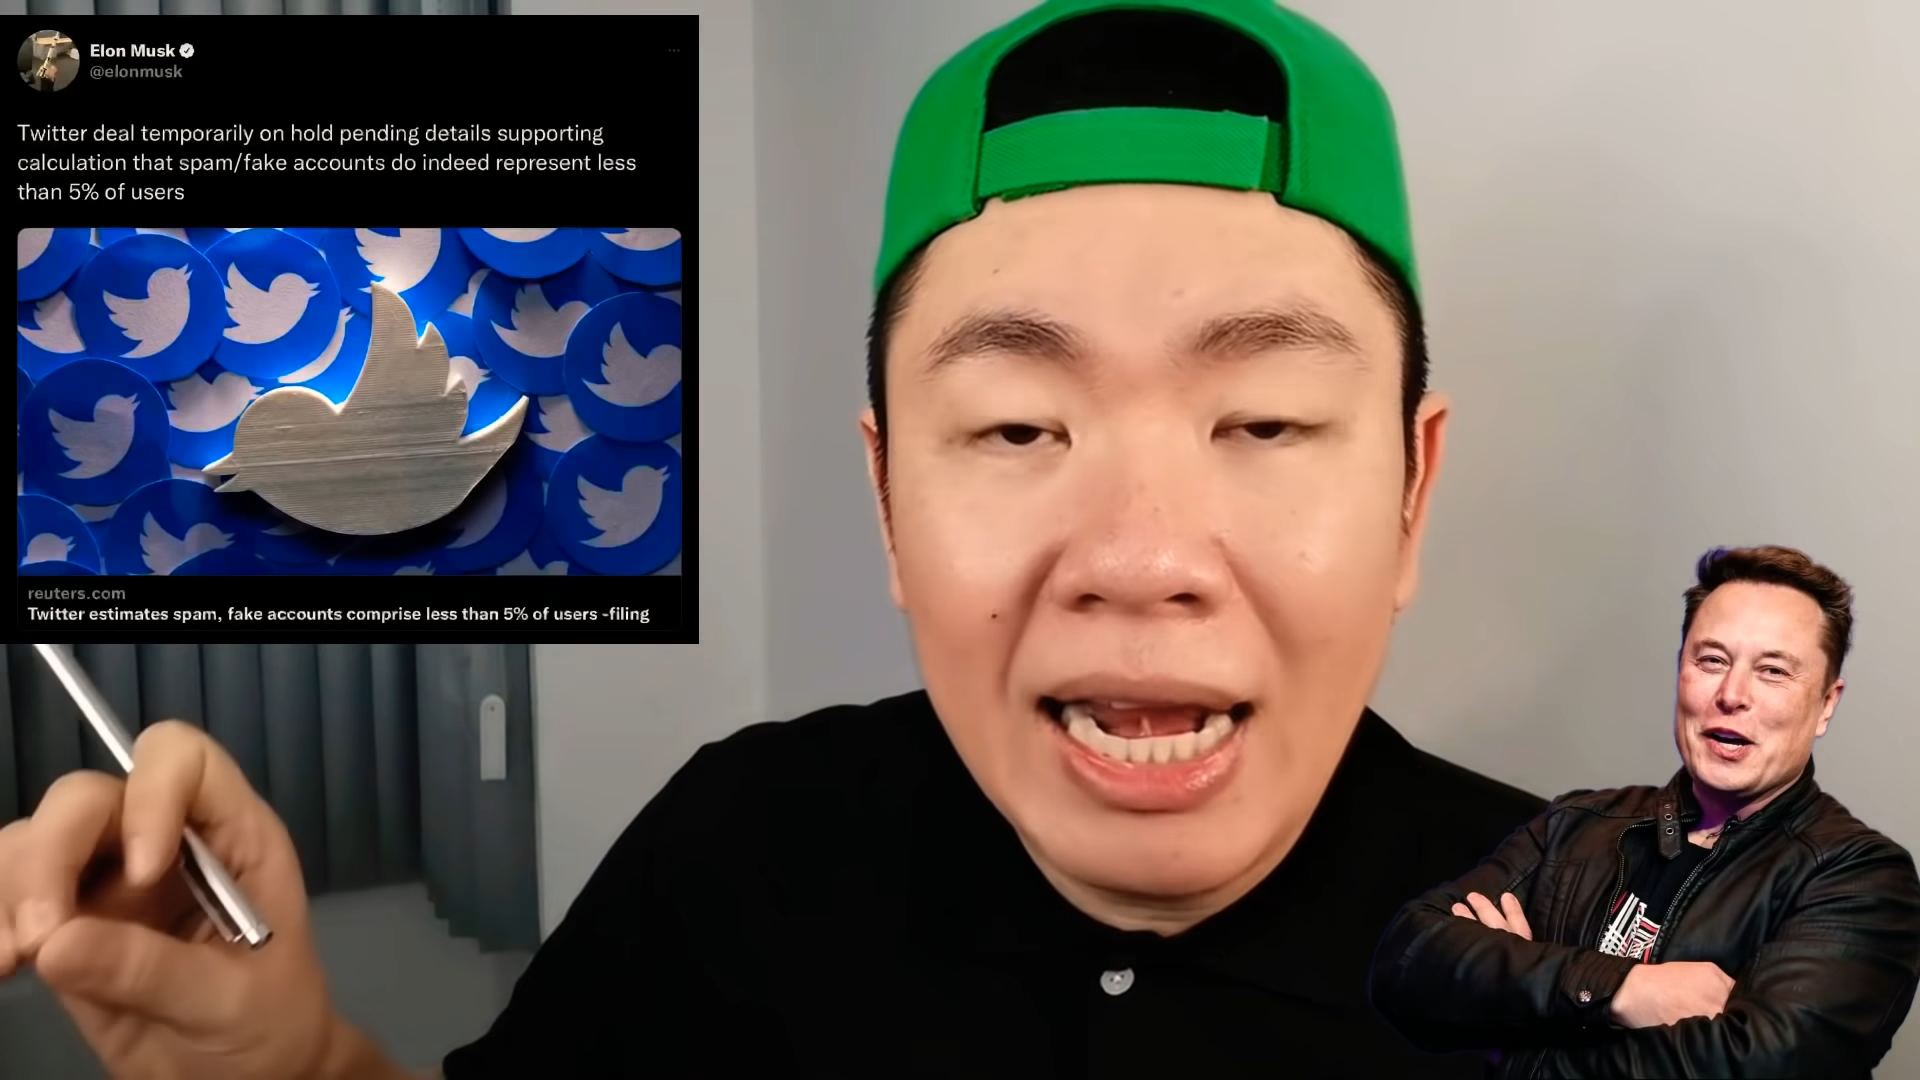 Elon Musk
@elonmusk
Twitter deal temporarily on hold pending details supporting
calculation that spam/fake accounts do indeed represent less
than 5% of users
reuters.com
Twitter estimates spam, fake accounts comprise less than 5% of users -filing